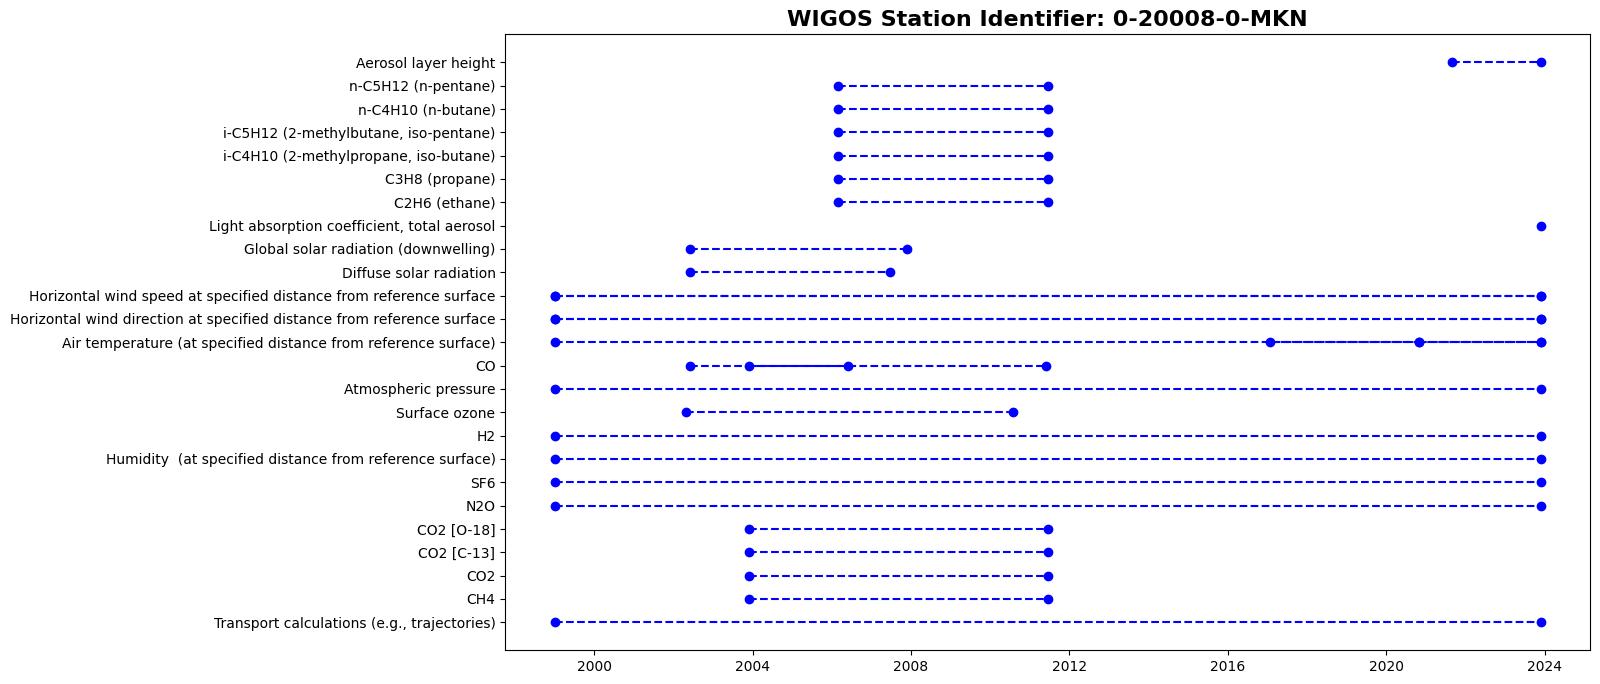 WIGOS Station Identifier: 0-20008-0-MKN
Aerosol layer height
n-C5H12 (n-pentane)
n-C4H10 (n-butane)
i-C5H12 (2-methylbutane, iso-pentane)
i-C4H10 (2-methylpropane, iso-butane)
C3H8 (propane)
C2H6 (ethane)
Light absorption coefficient, total aerosol
Global solar radiation (downwelling)
Diffuse solar radiation
Horizontal wind speed at specified distance from reference surface
Horizontal wind direction at specified distance from reference surface
Air temperature (at specified distance from reference surface)
CO
Atmospheric pressure
Surface ozone
H2
Humidity  (at specified distance from reference surface)
SF6
N2O
CO2 [O-18]
CO2 [C-13]
CO2
CH4
Transport calculations (e.g., trajectories)
2000 2004 2008 2012 2016 2020 2024